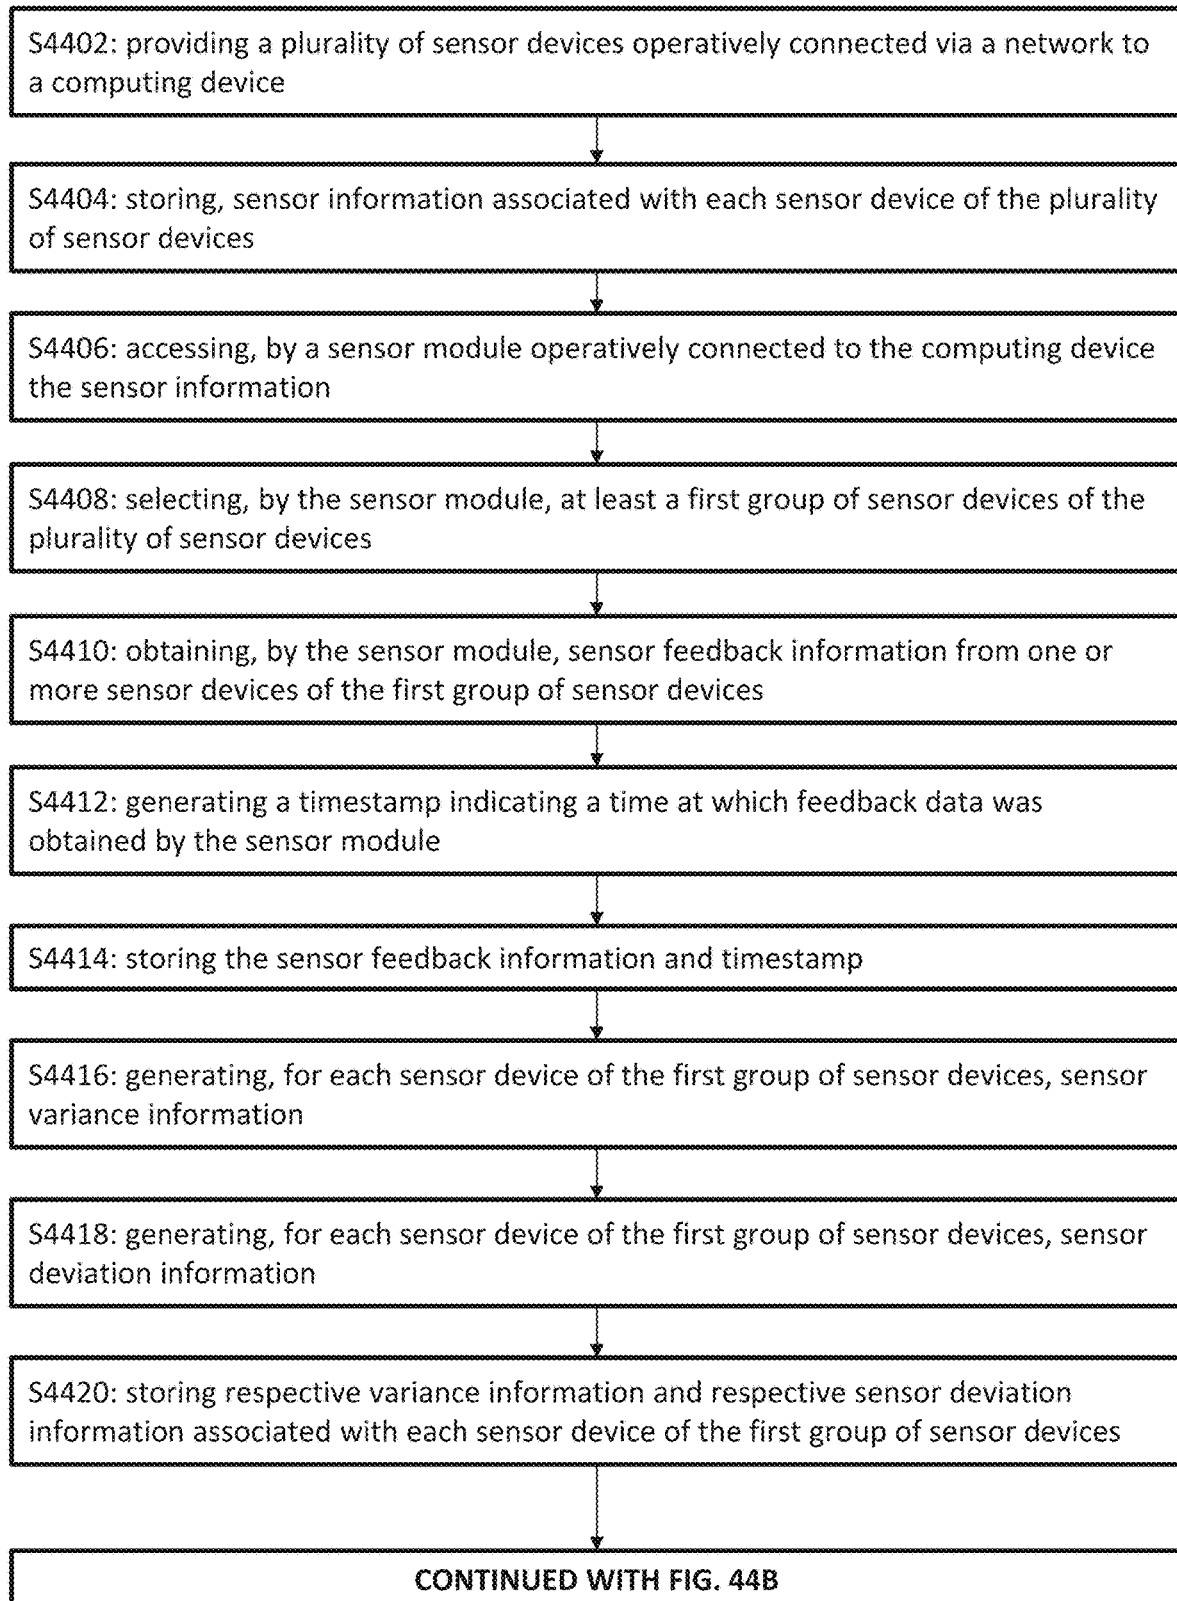 S4402: providing a plurality of sensor devices operatively connected via a network to
a computing device
S4404: storing, sensor information associated with each sensor device of the plurality
of sensor devices
S4406: accessing, by a sensor module operatively connected to the computing device
the sensor information
S4408: selecting, by the sensor module, at least a first group of sensor devices of the
plurality of sensor devices
S4410: obtaining, by the sensor module, sensor feedback information from one or
more sensor devices of the first group of sensor devices
S4412: generating a timestamp indicating a time at which feedback data was
obtained by the sensor module
S4414: storing the sensor feedback information and timestamp
S4416: generating, for each sensor device of the first group of sensor devices, sensor
variance information
S4418: generating, for each sensor device of the first group of sensor devices, sensor
deviation information
S4420: storing respective variance information and respective sensor deviation
information associated with each sensor device of the first group of sensor devices
CONTINUED WITH FIG. 44B